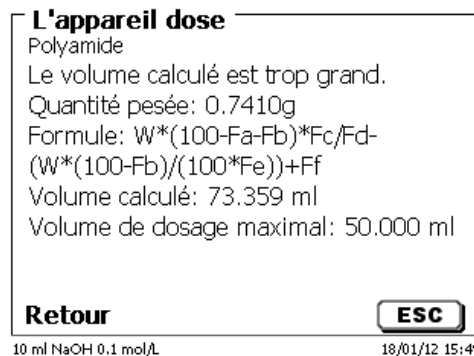 L'appareil dose
Polyamide
Le volume calculé est trop grand.
Quantité pesée: 0.7410g
Formule: W*(100-Fa-Fb)*Fc/Fd-
(W*(100-Fb)/(100*Fe))+Ff
Volume calculé: 73.359 ml
Volume de dosage maximal: 50.000 ml
Retour ESC
10 ml NaOH 0.1 mol/L 18/01/12 15:4